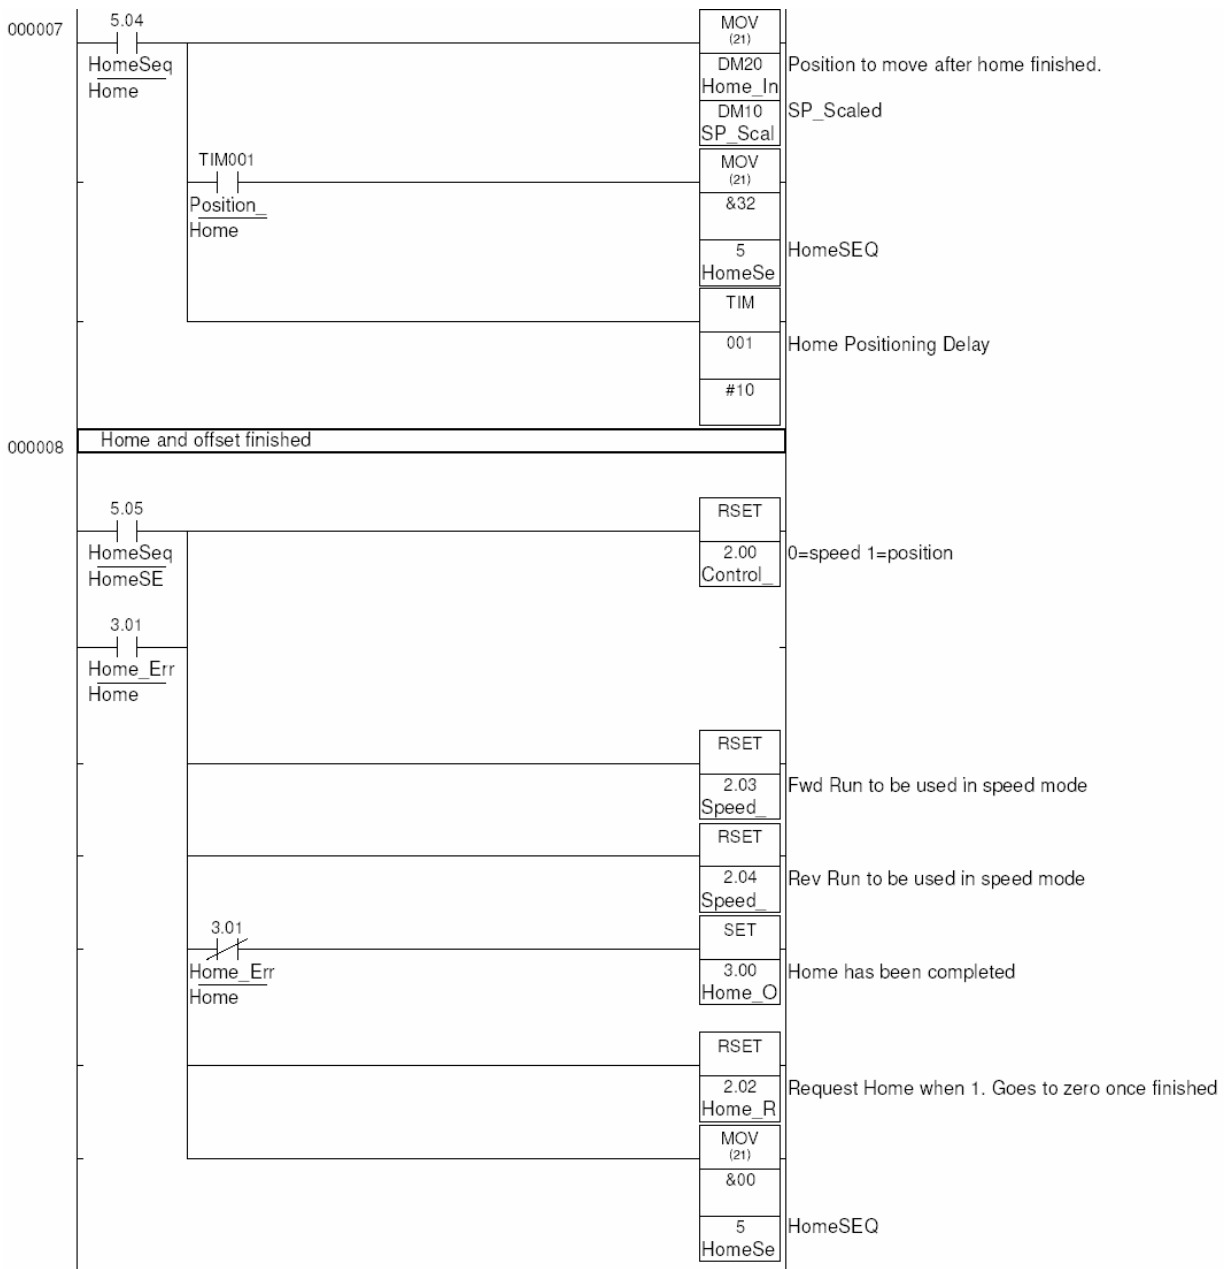 000007
5.04
HomeSeq
Home
MOV
(21)
DM20
Home_In
Position to move after home finished.
DM10
SP_Scal
SP_Scaled
TIM001
Position_
Home
MOV
(21)
&32
5
HomeSe
HomeSEQ
TIM
001
Home Positioning Delay
#10
000008
Home and offset finished
5.05
HomeSeq
HomeSE
RSET
2.00
Control_
0=speed 1=position
3.01
Home_Err
Home
RSET
2.03
Speed_
Fwd Run to be used in speed mode
RSET
2.04
Speed_
Rev Run to be used in speed mode
3.01
Home_Err
Home
SET
3.00
Home_O
Home has been completed
RSET
2.02
Home_R
Request Home when 1. Goes to zero once finished
MOV
(21)
&00
5
HomeSe
HomeSEQ